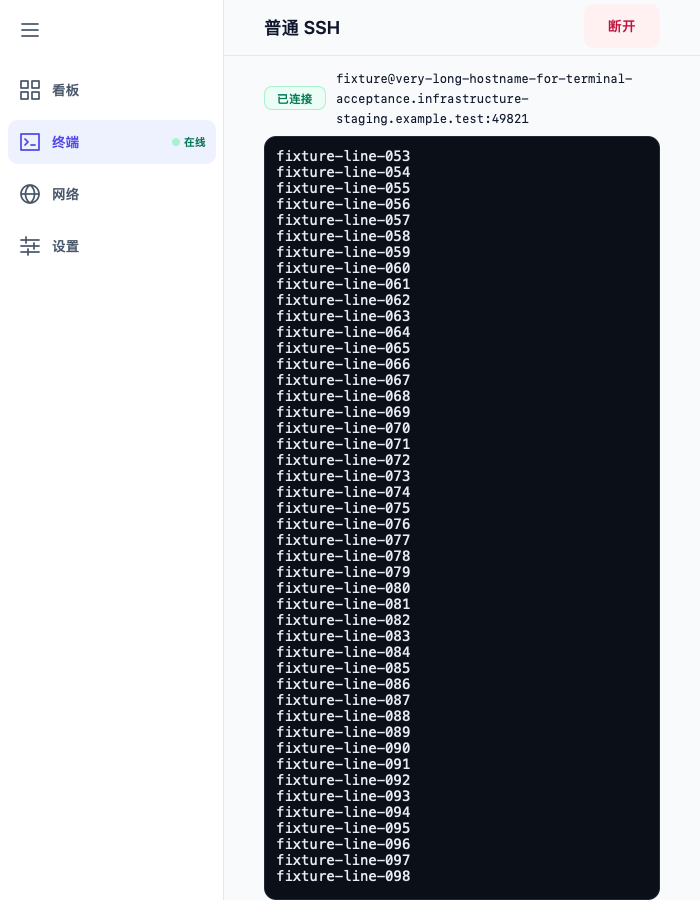 普通 SSH
断开
看板
终端
在线
网络
设置
已连接
fixture@very-long-hostname-for-terminal-
acceptance.infrastructure-
staging.example.test:49821
fixture-line-053
fixture-line-054
fixture-line-055
fixture-line-056
fixture-line-057
fixture-line-058
fixture-line-059
fixture-line-060
fixture-line-061
fixture-line-062
fixture-line-063
fixture-line-064
fixture-line-065
fixture-line-066
fixture-line-067
fixture-line-068
fixture-line-069
fixture-line-070
fixture-line-071
fixture-line-072
fixture-line-073
fixture-line-074
fixture-line-075
fixture-line-076
fixture-line-077
fixture-line-078
fixture-line-079
fixture-line-080
fixture-line-081
fixture-line-082
fixture-line-083
fixture-line-084
fixture-line-085
fixture-line-086
fixture-line-087
fixture-line-088
fixture-line-089
fixture-line-090
fixture-line-091
fixture-line-092
fixture-line-093
fixture-line-094
fixture-line-095
fixture-line-096
fixture-line-097
fixture-line-098